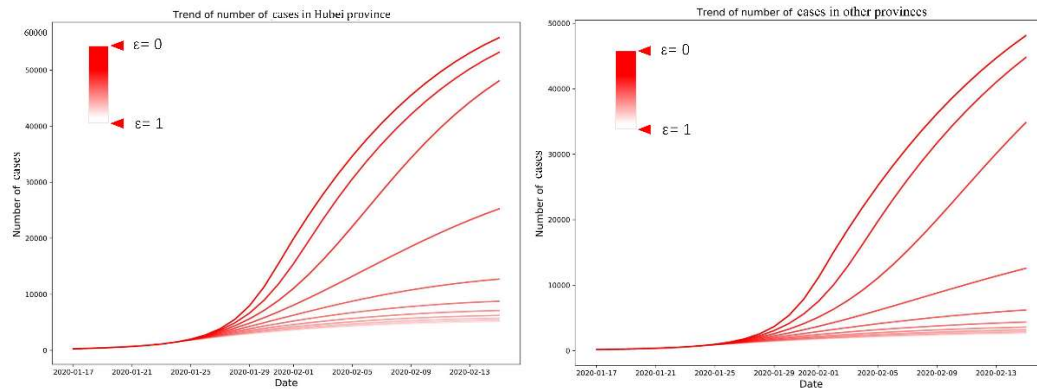 Trend of number of cases in Hubei province
60000
50000
40000
30000
20000
10000
0
ε= 0
ε= 1
Number of cases
2020-01-17 2020-01-21 2020-01-25 2020-01-29 2020-02-01 2020-02-05 2020-02-09 2020-02-13
Date
Trend of number of cases in other provinces
50000
40000
30000
20000
10000
0
ε= 0
ε= 1
Number of cases
2020-01-17 2020-01-21 2020-01-25 2020-01-29 2020-02-01 2020-02-05 2020-02-09 2020-02-13
Date